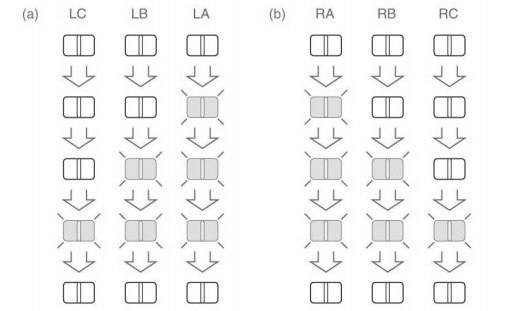 (a) LC LB LA (b) RA RB RC